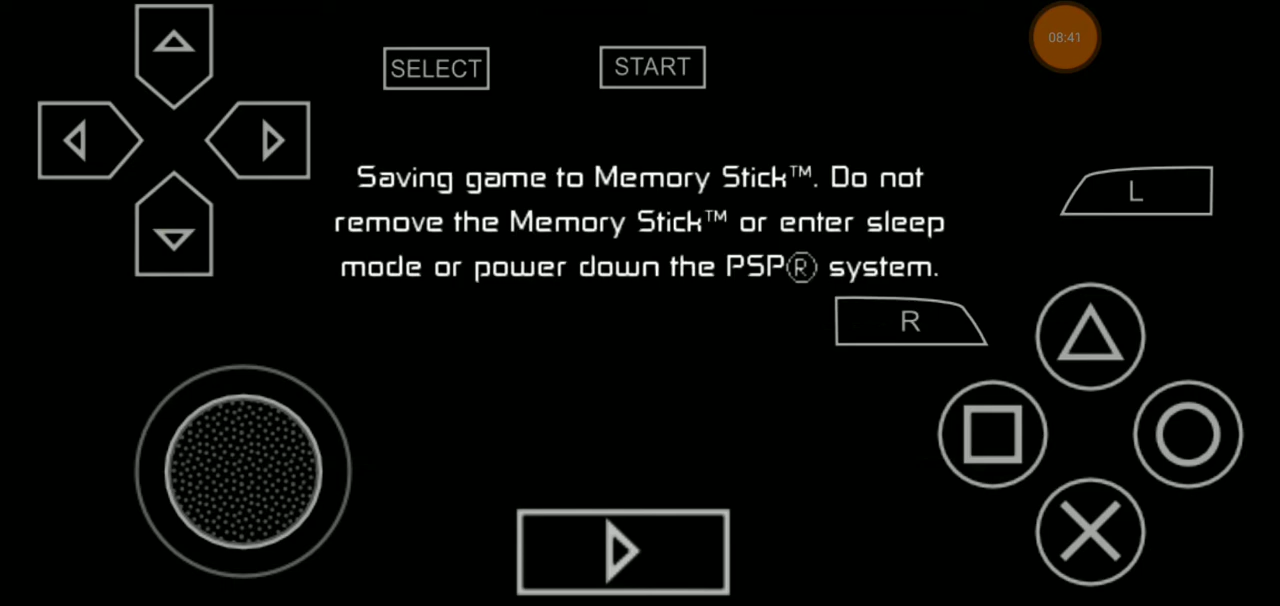 SELECT
START
08:41
Saving game to Memory Stick™. Do not
remove the Memory Stick™ or enter sleep
mode or power down the PSP® system.
L
R